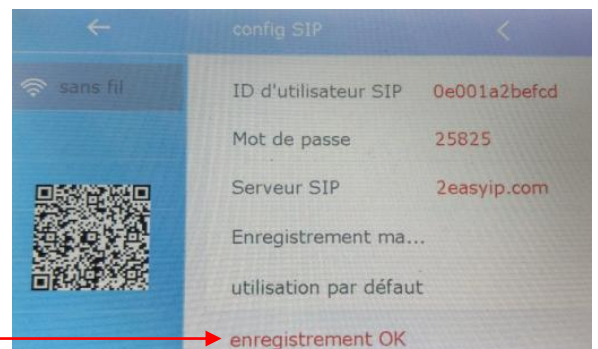 config SIP
sans fil
ID d'utilisateur SIP 0e001a2befcd
Mot de passe 25825
Serveur SIP 2easyip.com
Enregistrement ma...
utilisation par défaut
enregistrement OK